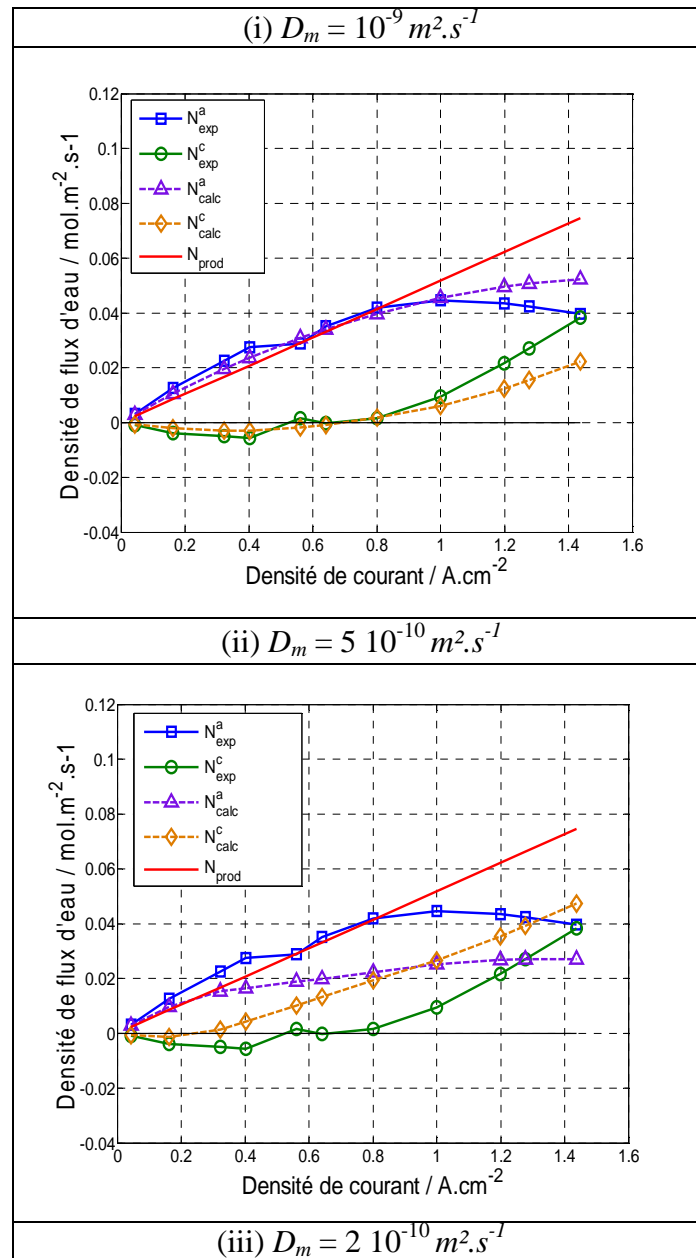 (i) D_m = 10^-9 m².s^-1
0.12
0.1
0.08
0.06
0.04
0.02
0
-0.02
-0.04
N^a_exp
N^c_exp
N^a_calc
N^c_calc
N_prod
Densité de flux d'eau / mol.m^-2.s-1
0 0.2 0.4 0.6 0.8 1 1.2 1.4 1.6
Densité de courant / A.cm^-2
(ii) D_m = 5 10^-10 m².s^-1
0.12
0.1
0.08
0.06
0.04
0.02
0
-0.02
-0.04
N^a_exp
N^c_exp
N^a_calc
N^c_calc
N_prod
Densité de flux d'eau / mol.m^-2.s-1
0 0.2 0.4 0.6 0.8 1 1.2 1.4 1.6
Densité de courant / A.cm^-2
(iii) D_m = 2 10^-10 m².s^-1